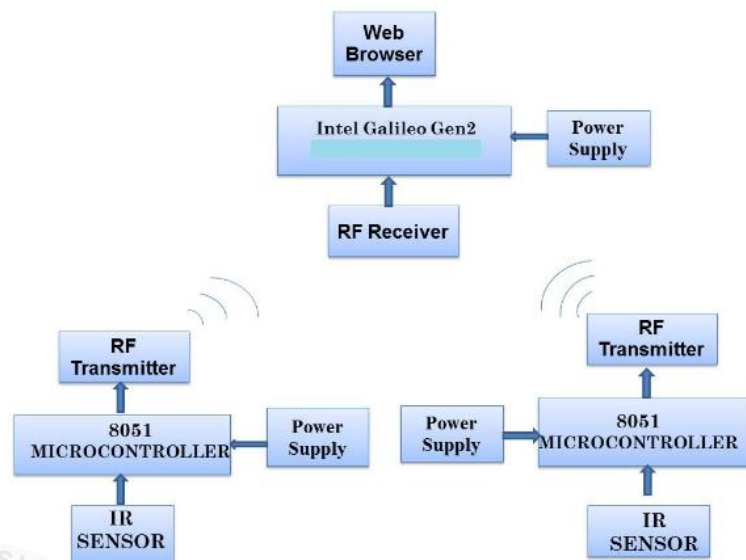 Web
Browser
Intel Galileo Gen2
Power
Supply
RF Receiver
RF
Transmitter
RF
Transmitter
8051
MICROCONTROLLER
Power
Supply
Power
Supply
8051
MICROCONTROLLER
IR
SENSOR
IR
SENSOR